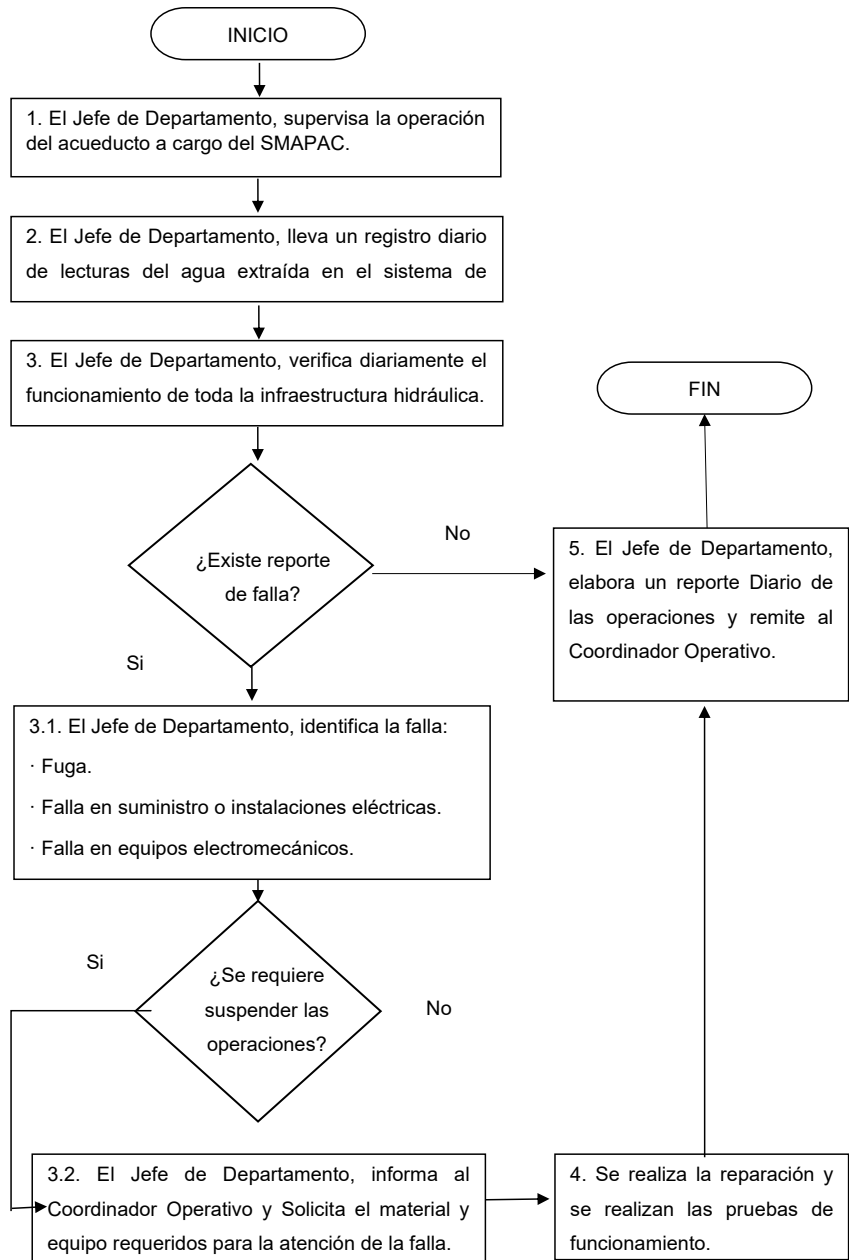 INICIO
1. El Jefe de Departamento, supervisa la operación
del acueducto a cargo del SMAPAC.
2. El Jefe de Departamento, lleva un registro diario
de lecturas del agua extraída en el sistema de
3. El Jefe de Departamento, verifica diariamente el
funcionamiento de toda la infraestructura hidráulica.
¿Existe reporte
de falla?
No
Si
5. El Jefe de Departamento,
elabora un reporte Diario de
las operaciones y remite al
Coordinador Operativo.
FIN
3.1. El Jefe de Departamento, identifica la falla:
· Fuga.
· Falla en suministro o instalaciones eléctricas.
· Falla en equipos electromecánicos.
Si
¿Se requiere
suspender las
operaciones?
No
3.2. El Jefe de Departamento, informa al
Coordinador Operativo y Solicita el material y
equipo requeridos para la atención de la falla.
4. Se realiza la reparación y
se realizan las pruebas de
funcionamiento.